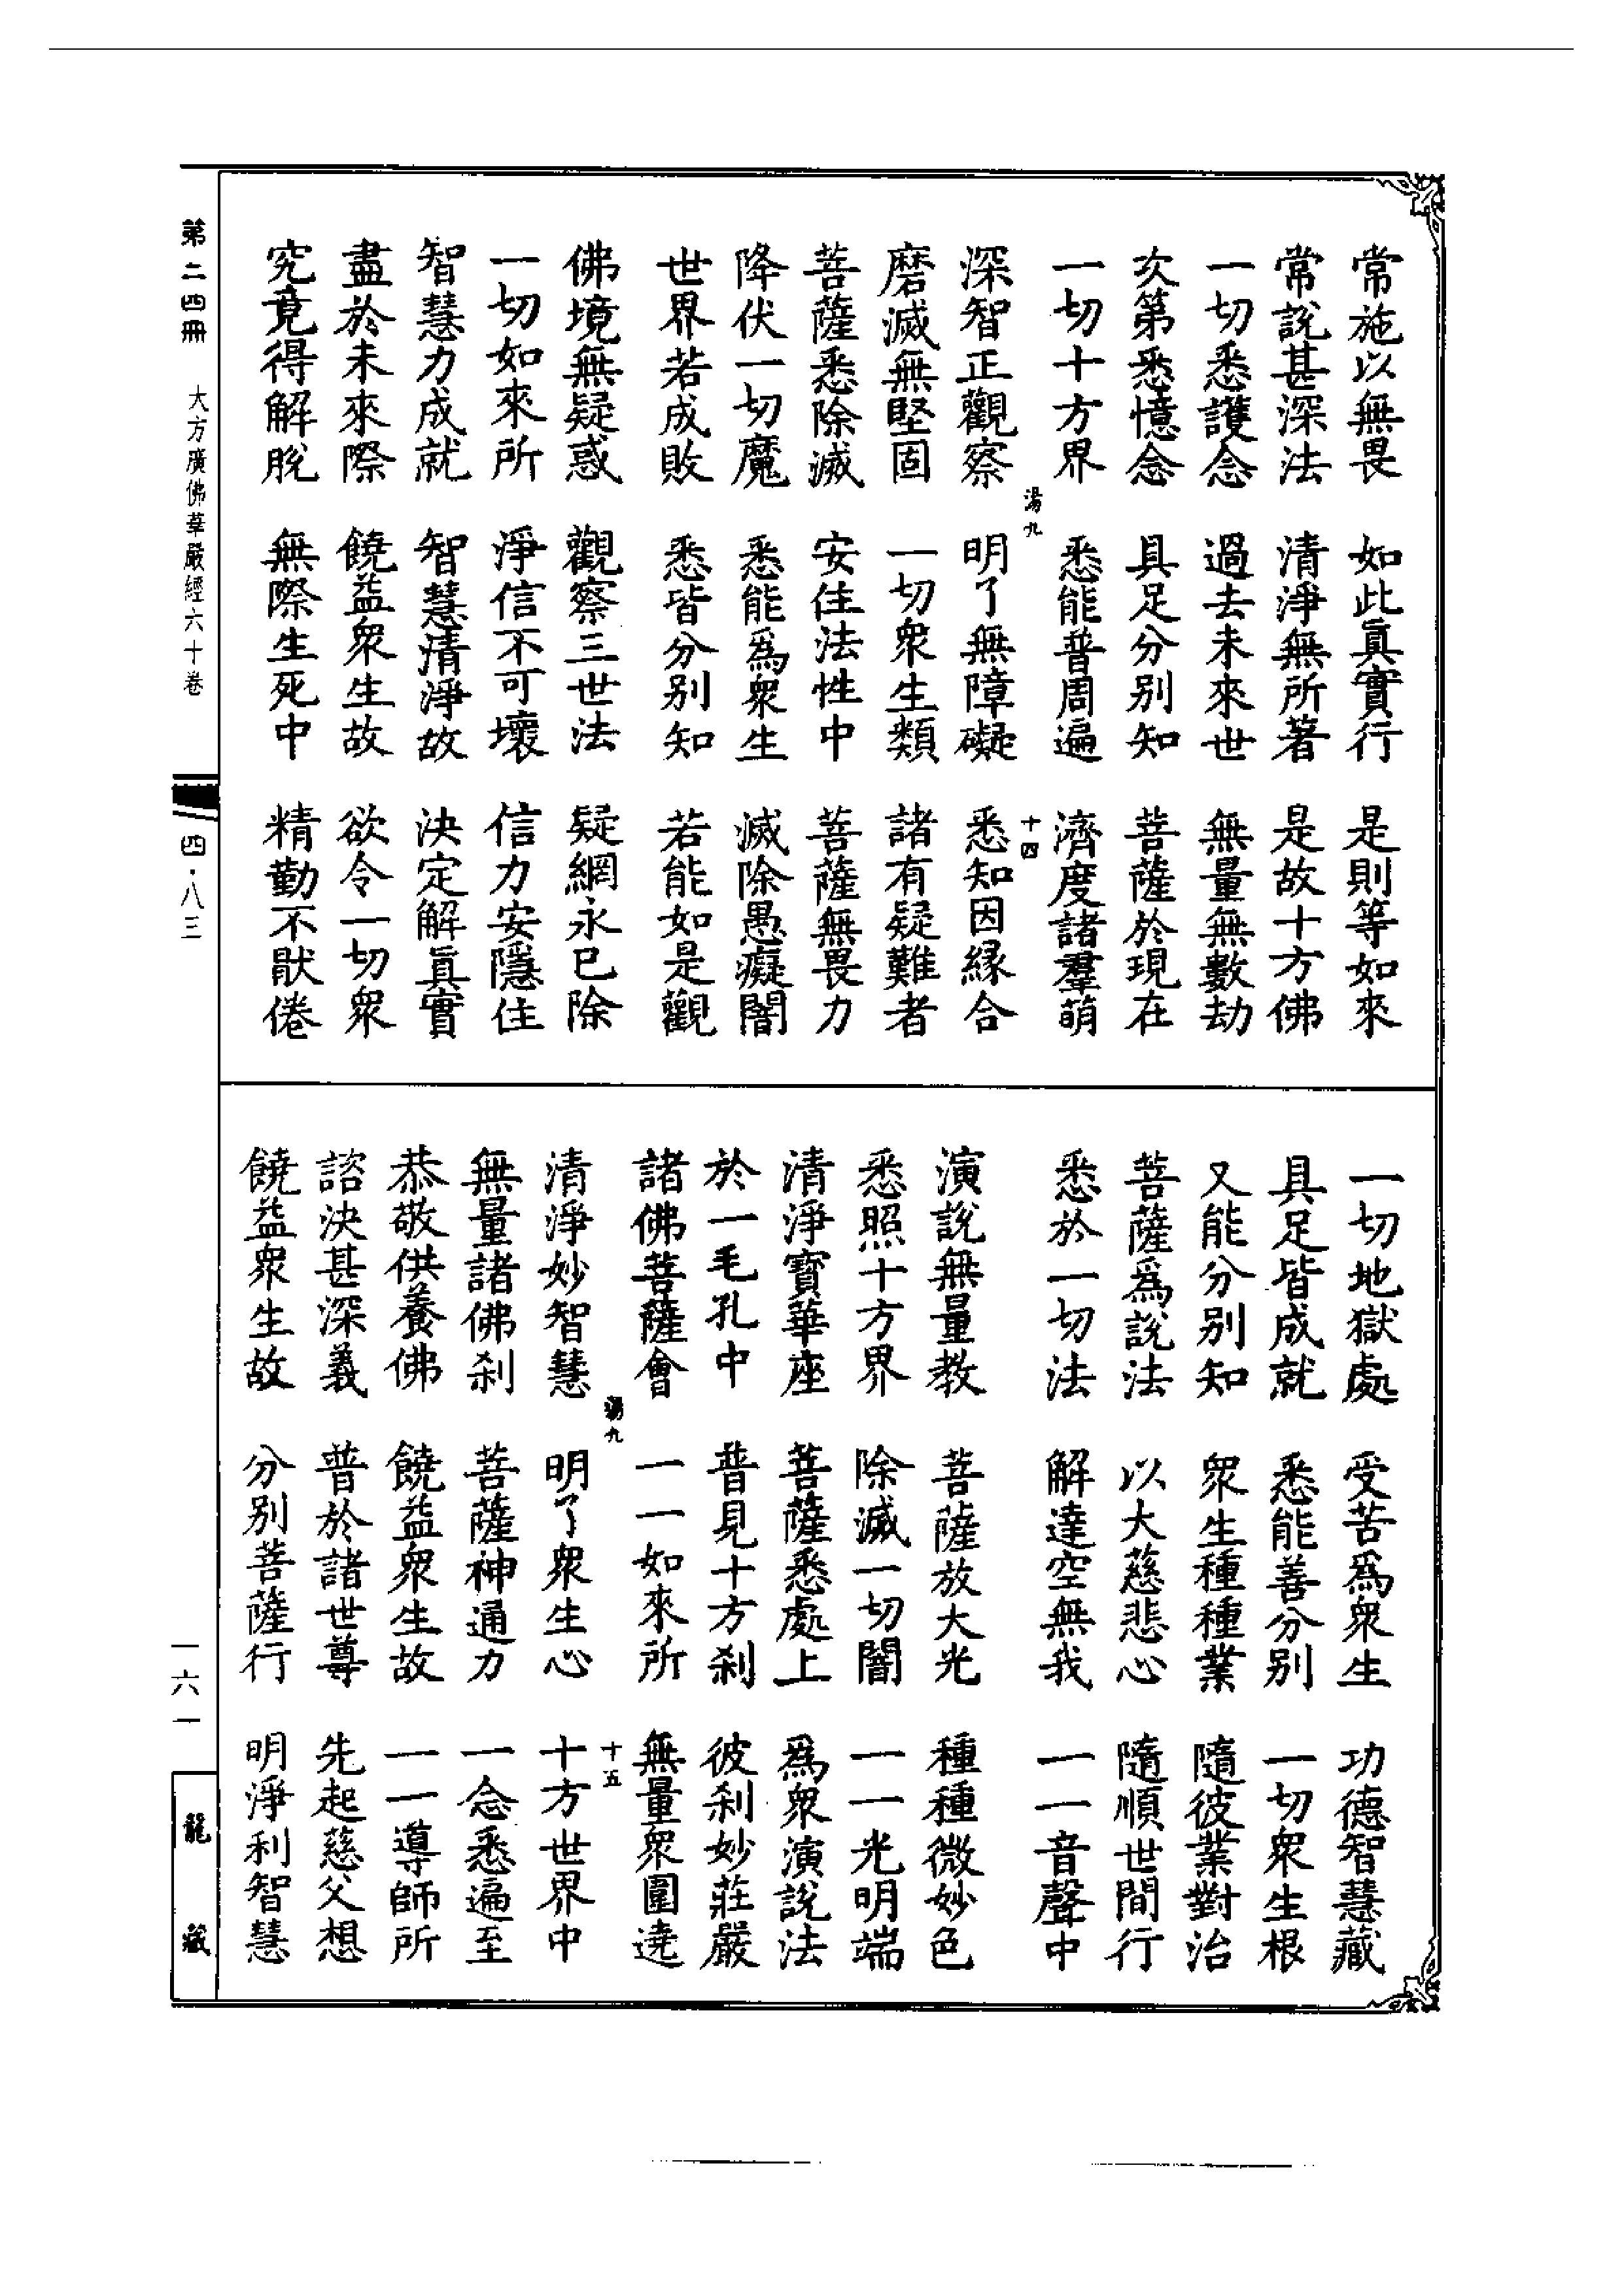 常施以無畏　如此眞實行　是則等如來
常說甚深法　清淨無所著　是故十方佛
一切悉護念　過去未來世　無量無數劫
次第悉憶念　具足分別知　菩薩於現在
一切十方界　悉能普周遍　濟度諸羣萌
湯九　十四
深智正觀察　明了無障礙　悉知因緣合
磨滅無堅固　一切衆生類　諸有疑難者
菩薩悉除滅　安住法性中　菩薩無畏力
降伏一切魔　悉能爲衆生　滅除愚癡闇
世界若成敗　悉皆分別知　若能如是觀
佛境無疑惑　觀察三世法　疑網永已除
一切如來所　淨信不可壞　信力安隱住
智慧力成就　智慧清淨故　決定解眞實
盡於未來際　饒益衆生故　欲令一切衆
究竟得解脫　無際生死中　精勤不猒倦
一切地獄處　受苦爲衆生　功德智慧藏
具足皆成就　悉能善分別　一切衆生根
又能分別知　衆生種種業　隨彼業對治
菩薩爲說法　以大慈悲心　隨順世間行
悉於一切法　解達空無我　一一音聲中
演說無量教　菩薩放大光　種種微妙色
悉照十方界　除滅一切闇　一一光明端
清淨寶華座　菩薩悉處上　爲衆演說法
於一毛孔中　普見十方刹　彼刹妙莊嚴
諸佛菩薩會　一一如來所　無量衆圍遶
湯九　十五
清淨妙智慧　明了衆生心　十方世界中
無量諸佛刹　菩薩神通力　一念悉遍至
恭敬供養佛　饒益衆生故　一一導師所
諮決甚深義　普於諸世尊　先起慈父想
饒益衆生故　分別菩薩行　明淨利智慧
第二四冊　大方廣佛華嚴經六十卷　四·八三　一六一　龍藏